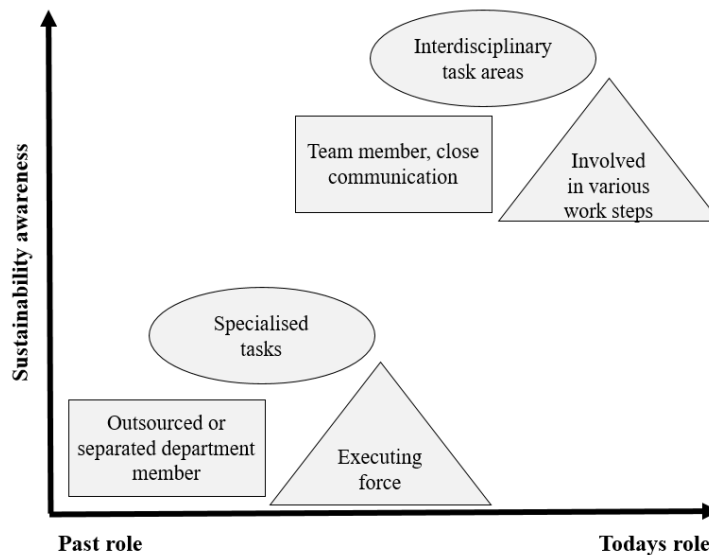 Interdisciplinary
task areas
Team member, close
communication
Involved
in various
work steps
Sustainability awareness
Specialised
tasks
Outsourced or
separated department
member
Executing
force
Past role
Todays role